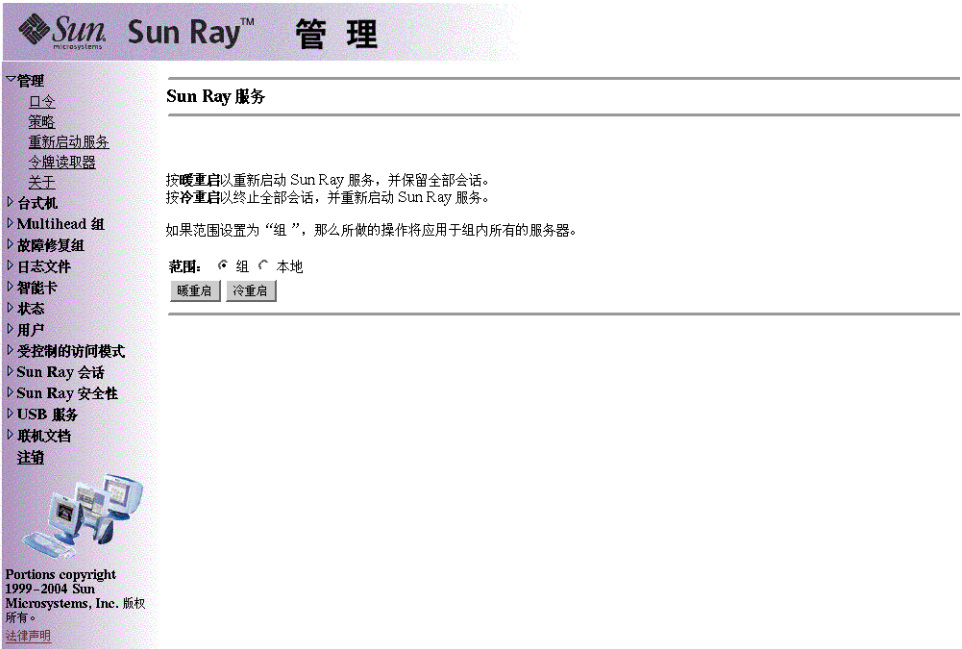 Sun microsystems Sun Ray™ 管 理
管理
口令
策略
重新启动服务
令牌读取器
关于
台式机
Multihead 组
故障修复组
日志文件
智能卡
状态
用户
受控制的访问模式
Sun Ray 会话
Sun Ray 安全性
USB 服务
联机文档
注销
Portions copyright
1999-2004 Sun
Microsystems, Inc. 版权
所有。
法律声明
Sun Ray 服务
按暖重启以重新启动 Sun Ray 服务，并保留全部会话。
按冷重启以终止全部会话，并重新启动 Sun Ray 服务。
如果范围设置为“组 ”，那么所做的操作将应用于组内所有的服务器。
范围： 组 本地
暖重启 冷重启